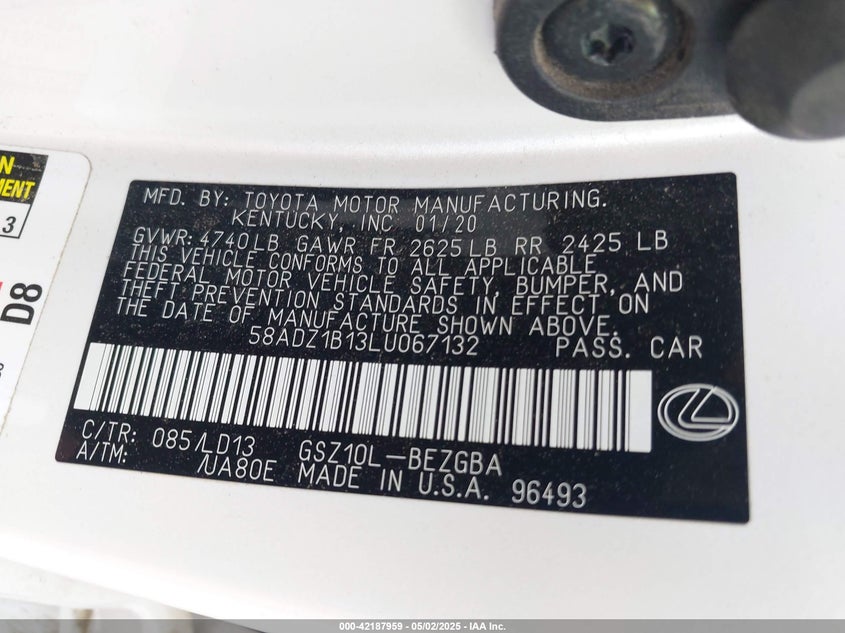 N
MENT
3
D8
MFD. BY: TOYOTA MOTOR MANUFACTURING.
KENTUCKY, INC 01/20
GVWR: 4740LB GAWR FR 2625LB RR 2425 LB
THIS VEHICLE CONFORMS TO ALL APPLICABLE
FEDERAL MOTOR VEHICLE SAFETY, BUMPER, AND
THEFT PREVENTION STANDARDS IN EFFECT ON
THE DATE OF MANUFACTURE SHOWN ABOVE.
58ADZ1B13LU067132 PASS. CAR
C/TR: 085/LD13 GSZ10L-BEZGBA
A/TM: /UA80E MADE IN U.S.A. 96493
000-42187959 — 05/02/2025 — IAA Inc.